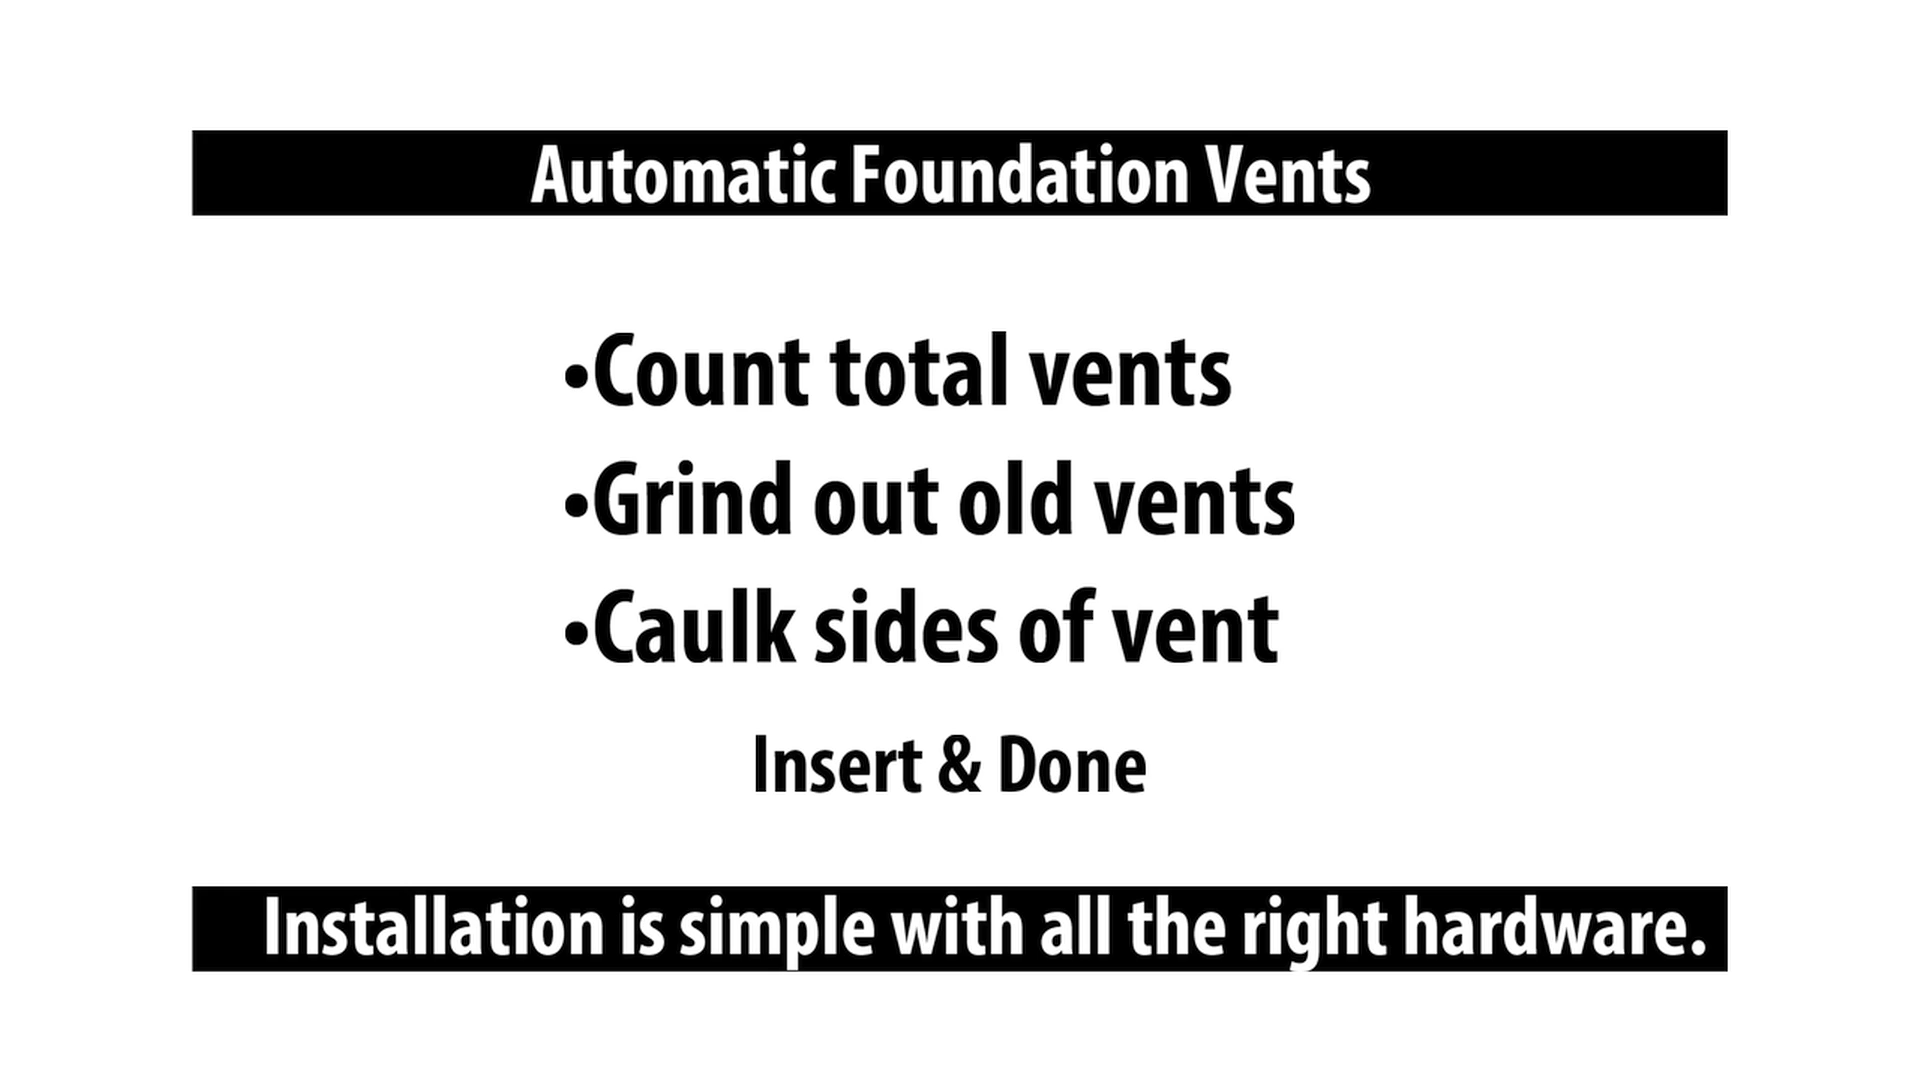 Automatic Foundation Vents
•Count total vents
•Grind out old vents
•Caulk sides of vent
Insert & Done
Installation is simple with all the right hardware.